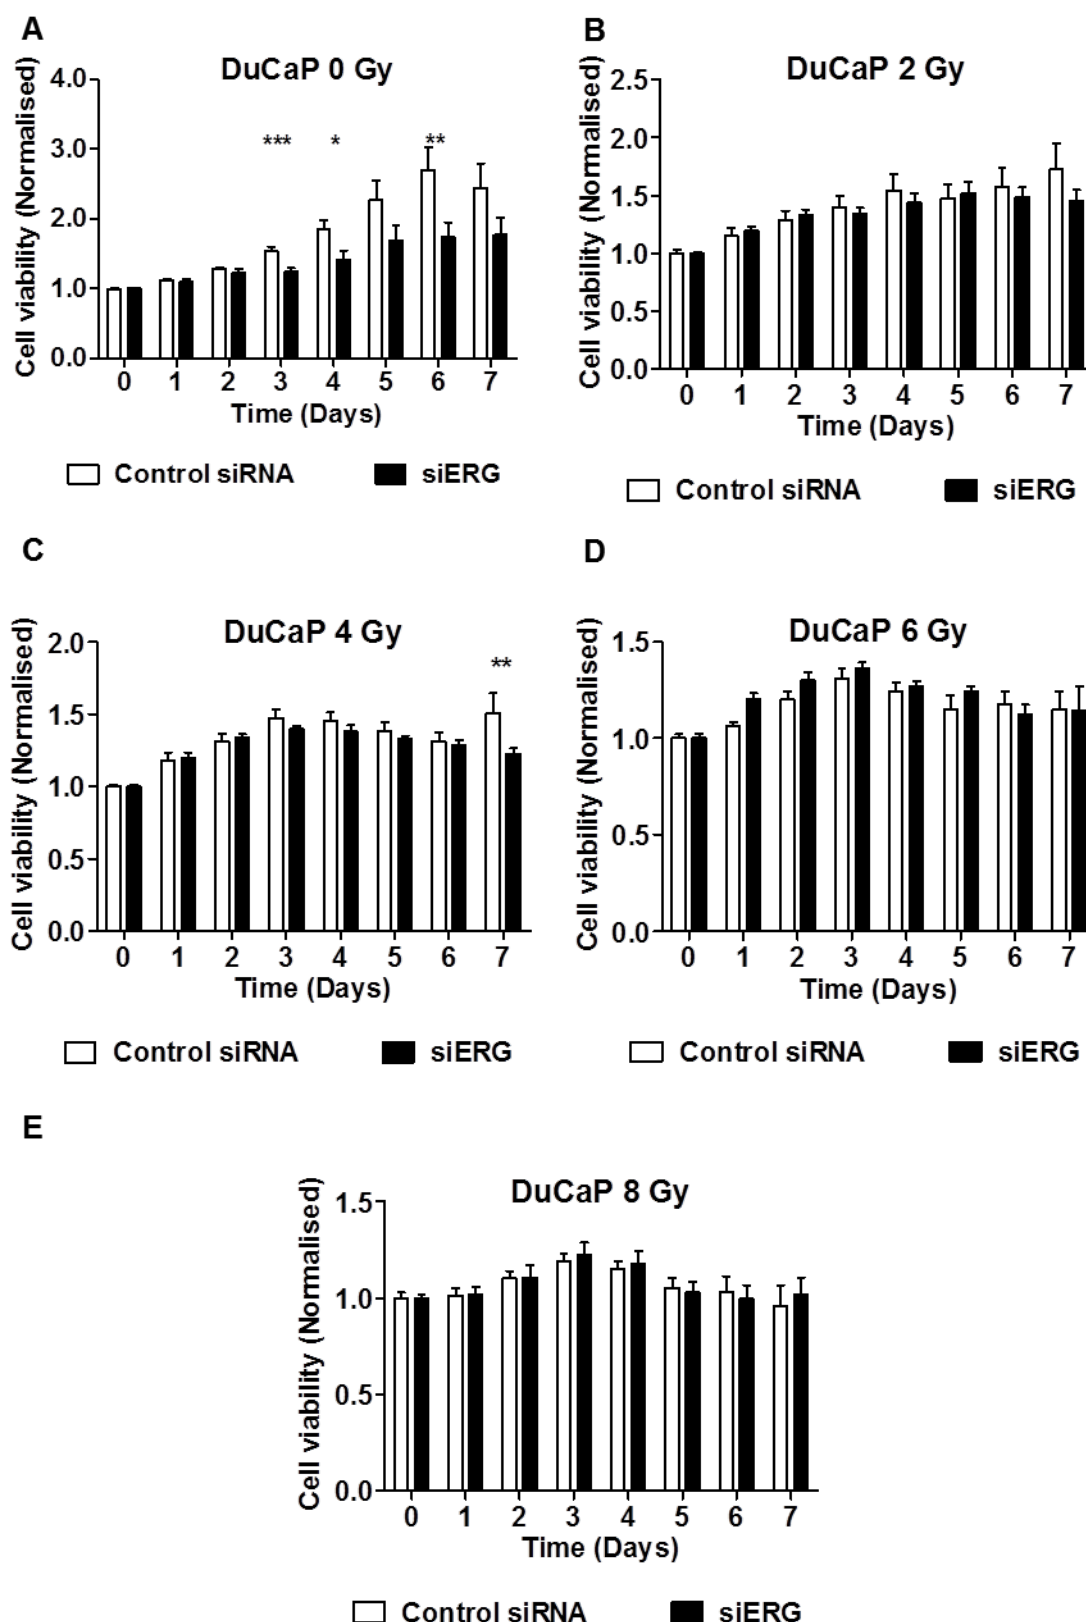 A
DuCaP 0 Gy
Cell viability (Normalised)
4.0
3.0
2.0
1.0
0.0
*** * **
0 1 2 3 4 5 6 7
Time (Days)
Control siRNA siERG
B
DuCaP 2 Gy
Cell viability (Normalised)
2.5
2.0
1.5
1.0
0.5
0.0
0 1 2 3 4 5 6 7
Time (Days)
Control siRNA siERG
C
DuCaP 4 Gy
Cell viability (Normalised)
2.0
1.5
1.0
0.5
0.0
**
0 1 2 3 4 5 6 7
Time (Days)
Control siRNA siERG
D
DuCaP 6 Gy
Cell viability (Normalised)
1.5
1.0
0.5
0.0
0 1 2 3 4 5 6 7
Time (Days)
Control siRNA siERG
E
DuCaP 8 Gy
Cell viability (Normalised)
1.5
1.0
0.5
0.0
0 1 2 3 4 5 6 7
Time (Days)
Control siRNA siERG